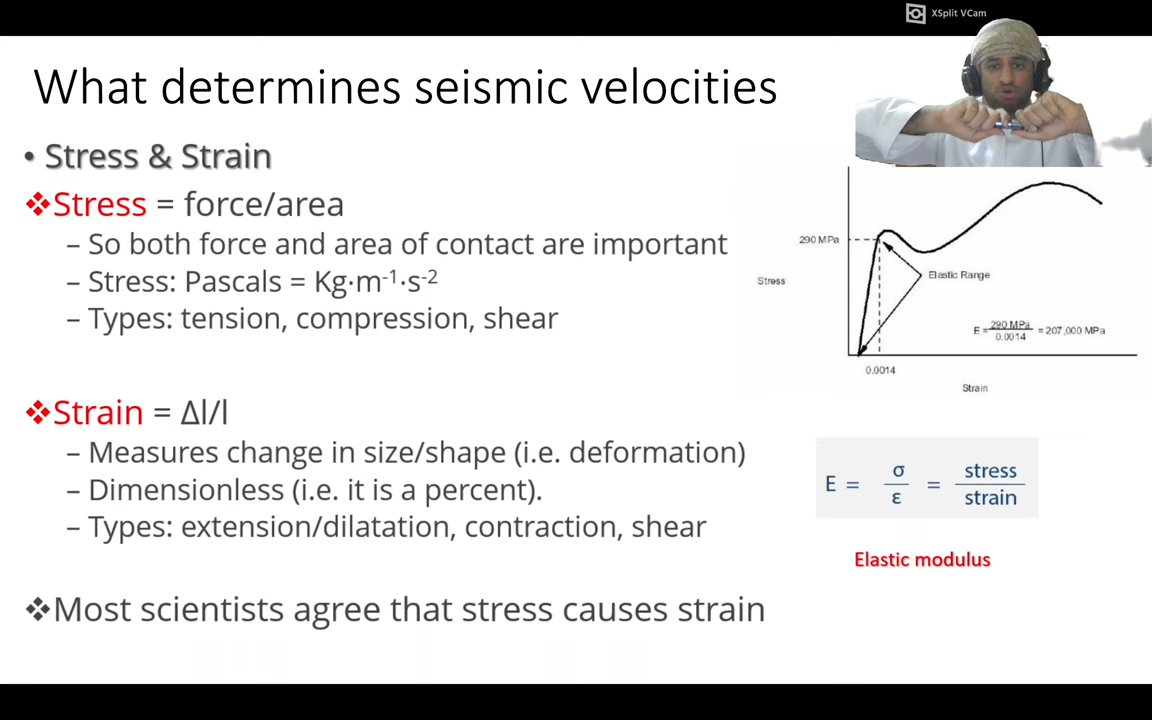 XSplit VCam
What determines seismic velocities
• Stress & Strain
❖Stress = force/area
– So both force and area of contact are important
– Stress: Pascals = Kg·m⁻¹·s⁻²
– Types: tension, compression, shear
290 MPa
Stress
Elastic Range
E = 290 MPa / 0.0014 = 207,000 MPa
0.0014
Strain
❖Strain = Δl/l
– Measures change in size/shape (i.e. deformation)
– Dimensionless (i.e. it is a percent).
– Types: extension/dilatation, contraction, shear
E = σ/ε = stress/strain
Elastic modulus
❖Most scientists agree that stress causes strain